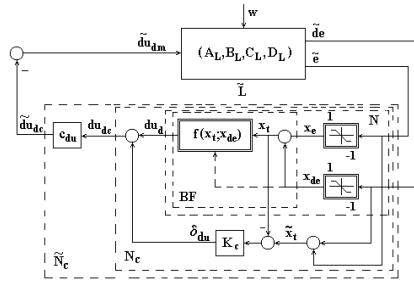 w
d̃u_dm
(A_L,B_L,C_L,D_L)
d̃e
ẽ
L̃
N
−
d̃u_dc
c_du
du_dc
du_d
f(x_t,x_de)
x_t
x_e
1
-1
x_de
1
-1
BF
δ_du
K_c
−
x̃_t
N_c
Ñ_c